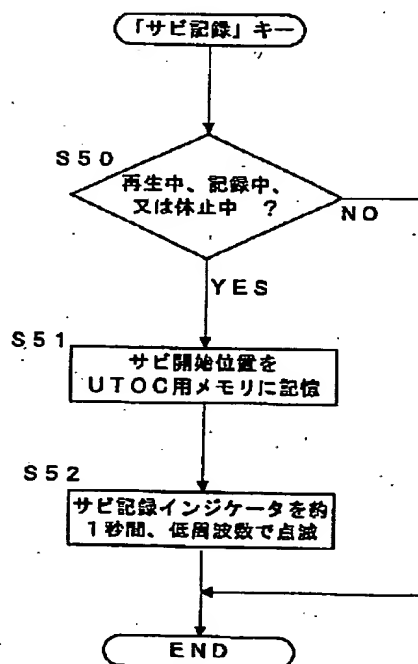 「サビ記録」キー
S50
再生中、記録中、
又は休止中 ?
NO
YES
S51
サビ開始位置を
UTOC用メモリに記憶
S52
サビ記録インジケータを約
1秒間、低周波数で点滅
END